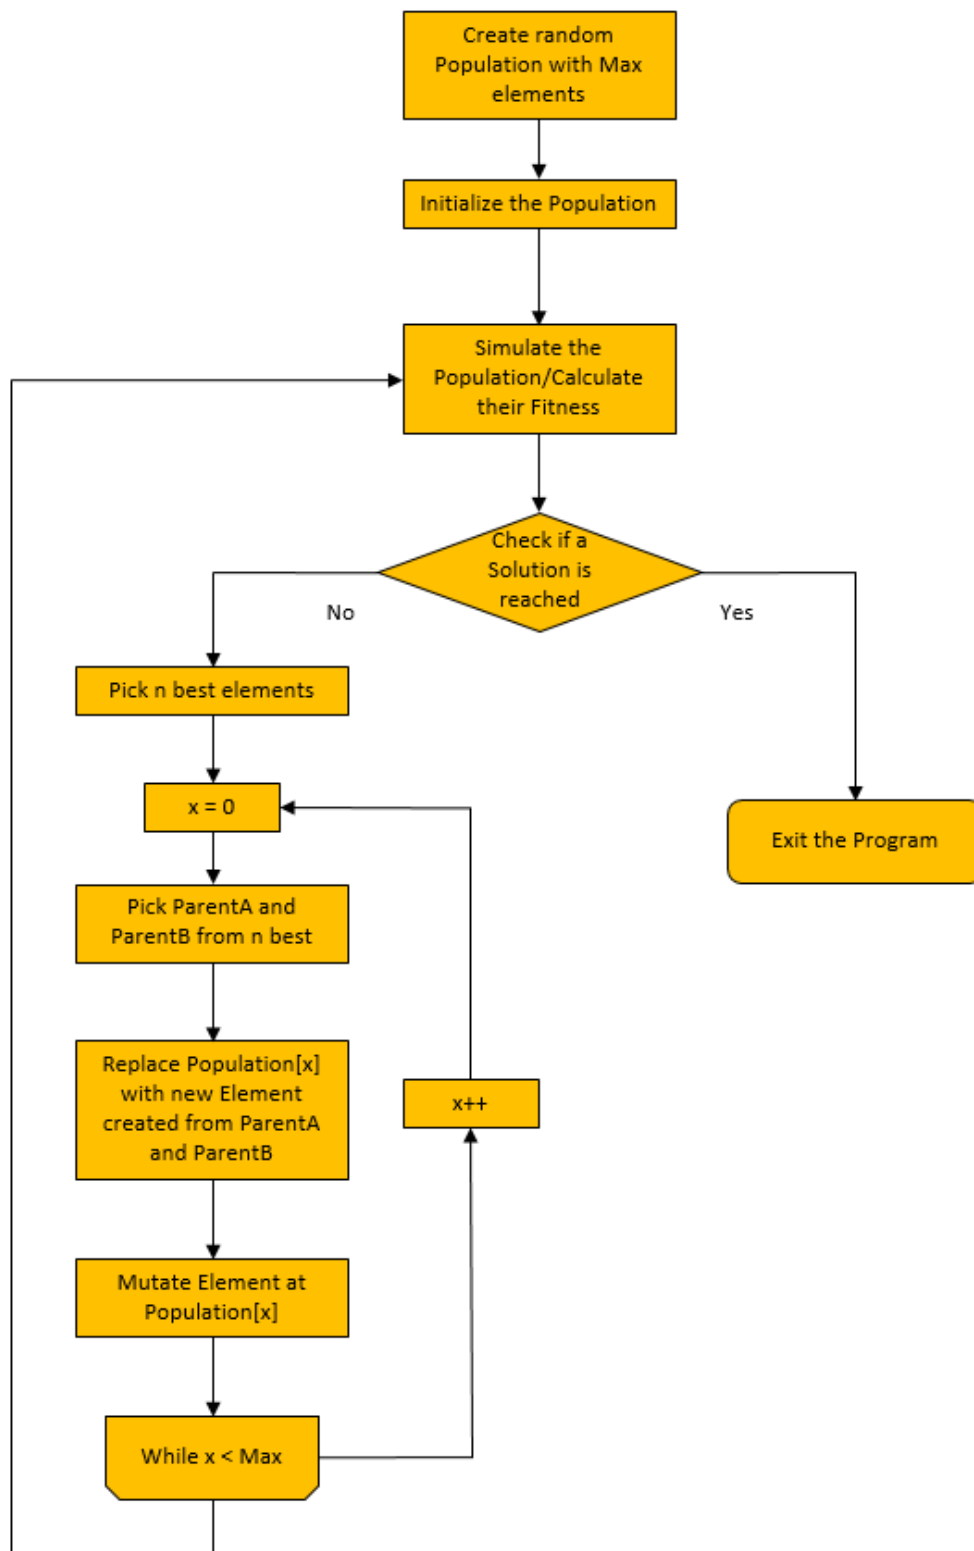 Create random
Population with Max
elements
Initialize the Population
Simulate the
Population/Calculate
their Fitness
Check if a
Solution is
reached
No
Yes
Pick n best elements
x = 0
Exit the Program
Pick ParentA and
ParentB from n best
Replace Population[x]
with new Element
created from ParentA
and ParentB
x++
Mutate Element at
Population[x]
While x < Max